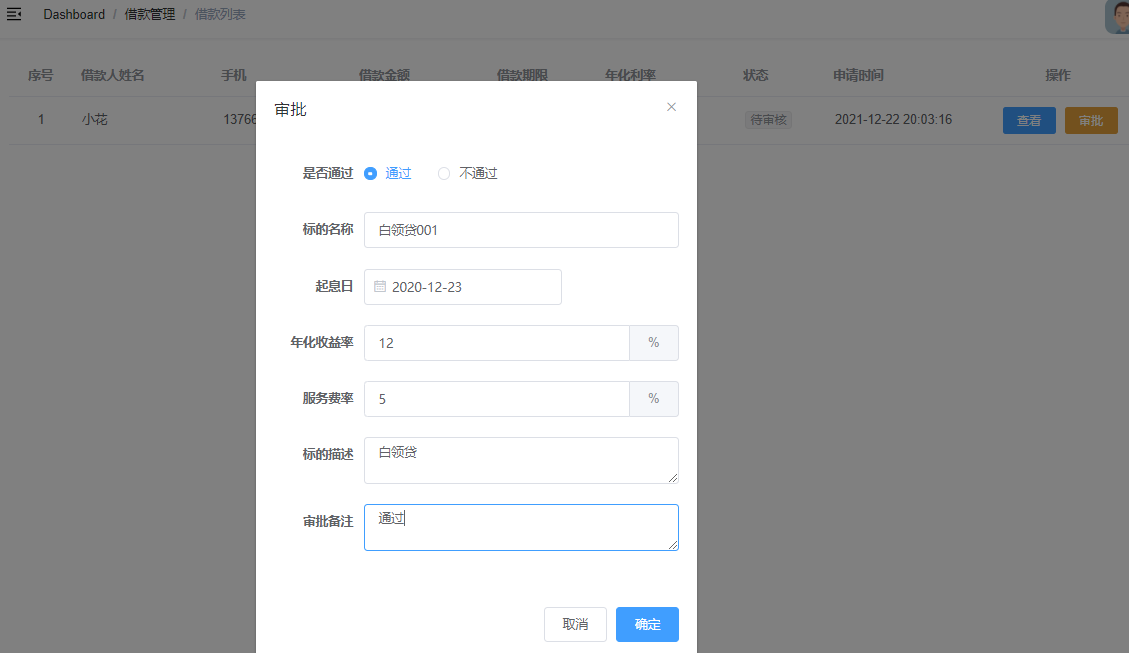 Dashboard / 借款管理 / 借款列表
序号 借款人姓名 手机 借款金额 借款期限 年化利率 状态 申请时间 操作
1 小花 13766 待审核 2021-12-22 20:03:16 查看 审批
审批
是否通过 通过 不通过
标的名称 白领贷001
起息日 2020-12-23
年化收益率 12 %
服务费率 5 %
标的描述 白领贷
审批备注 通过
取消 确定